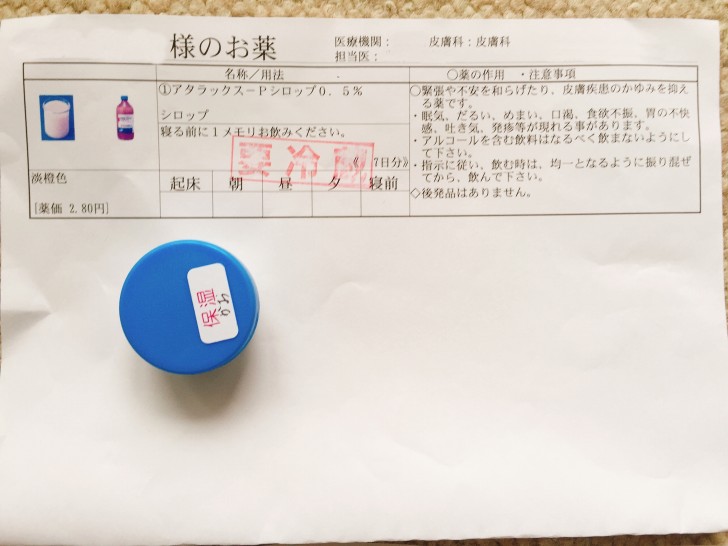 様のお薬
医療機関：　皮膚科：皮膚科
担当医：
名称／用法
○薬の作用　・注意事項
①アタラックス－Pシロップ0．5％
シロップ
寝る前に1メモリお飲みください。
《　7日分》
要冷
淡橙色
[薬価 2.80円]
起床　朝　昼　夕　寝前
○緊張や不安を和らげたり、皮膚疾患のかゆみを抑え
る薬です。
・眠気、だるい、めまい、口渇、食欲不振、胃の不快
感、吐き気、発疹等が現れる事があります。
・アルコールを含む飲料はなるべく飲まないようにし
て下さい。
・指示に従い、飲む時は、均一となるように振り混ぜ
てから、飲んで下さい。
◇後発品はありません。
保湿
かお